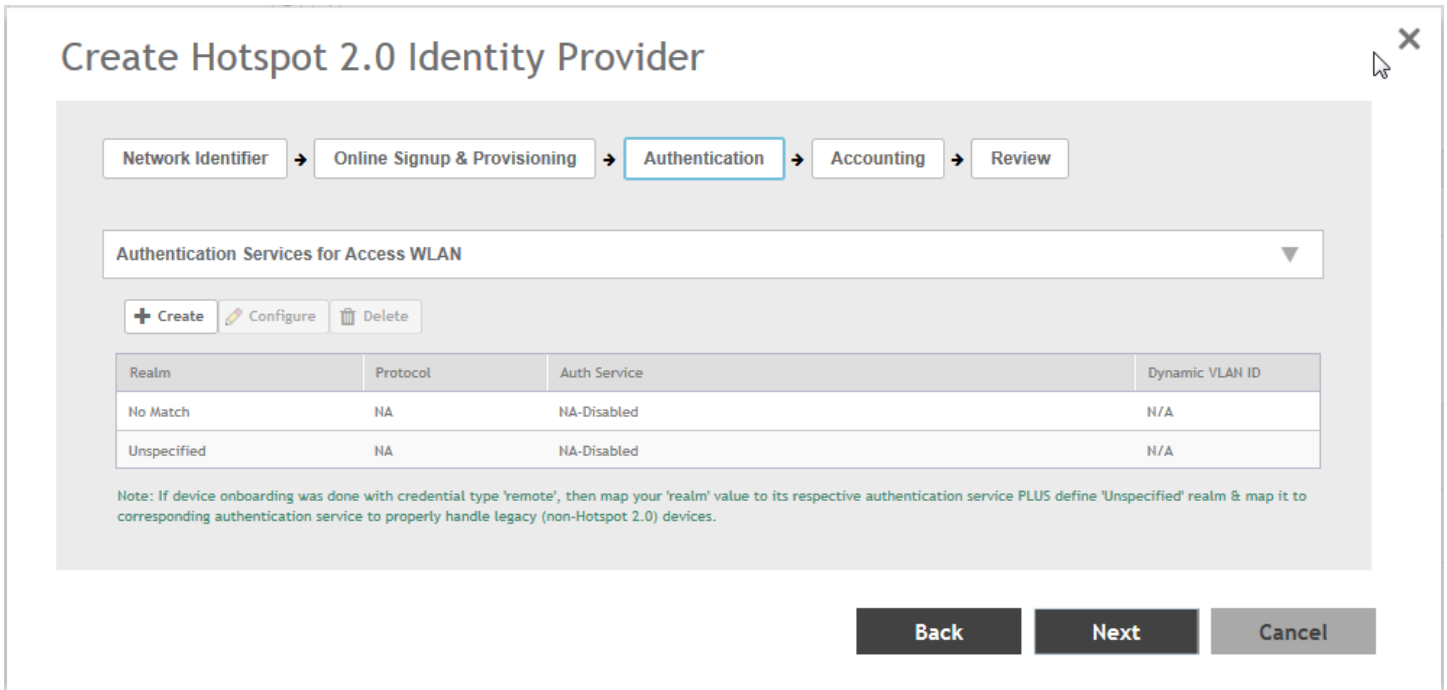 Create Hotspot 2.0 Identity Provider
Network Identifier Online Signup & Provisioning Authentication Accounting Review
Authentication Services for Access WLAN
Create Configure Delete
Realm Protocol Auth Service Dynamic VLAN ID
No Match NA NA-Disabled N/A
Unspecified NA NA-Disabled N/A
Note: If device onboarding was done with credential type 'remote', then map your 'realm' value to its respective authentication service PLUS define 'Unspecified' realm & map it to
corresponding authentication service to properly handle legacy (non-Hotspot 2.0) devices.
Back Next Cancel